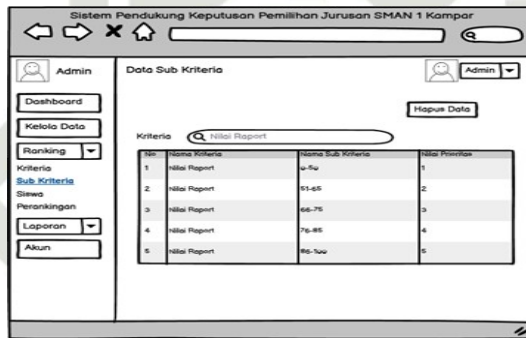 Sistem Pendukung Keputusan Pemilihan Jurusan SMAN 1 Kampar
Admin
Data Sub Kriteria
Admin
Dashboard
Hapus Data
Kelola Data
Kriteria
Nilai Raport
Ranking
No Nama Kriteria Nama Sub Kriteria Nilai Prioritas
Kriteria
1 Nilai Raport 0-50 1
Sub Kriteria
2 Nilai Raport 51-65 2
Siswa
Perankingan
3 Nilai Raport 66-75 3
Laporan
4 Nilai Raport 76-85 4
Akun
5 Nilai Raport 86-100 5